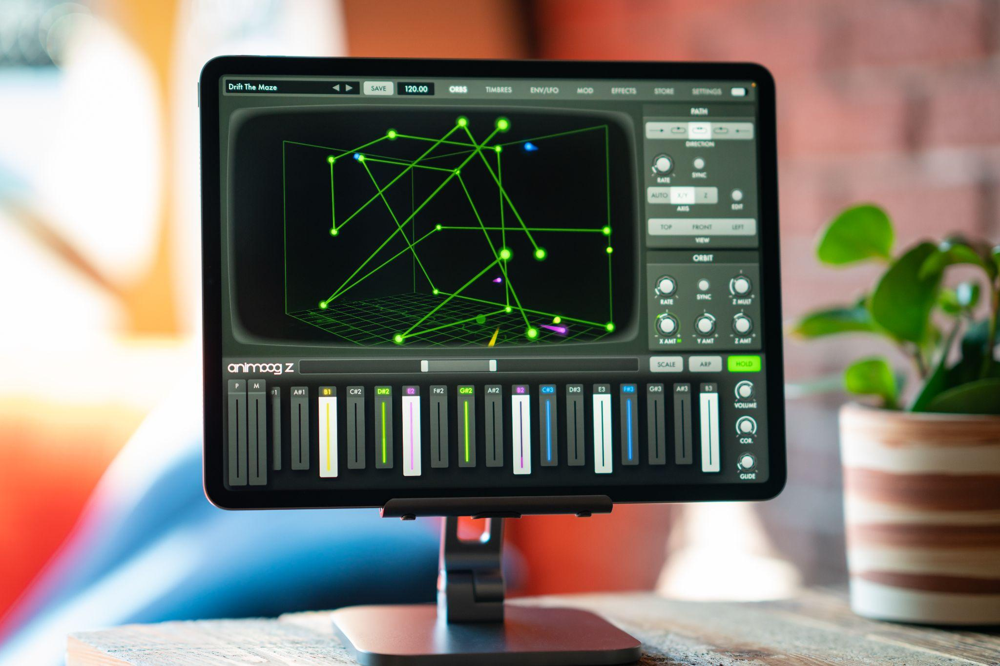 Drift The Maze SAVE 120.00 ORBS TIMBRES ENV/LFO MOD EFFECTS STORE SETTINGS
PATH
DIRECTION
RATE SYNC
AUTO X/Y Z
AXIS EDIT
TOP FRONT LEFT
VIEW
ORBIT
RATE SYNC - Z MULT +
- X AMT + M - Y AMT + - Z AMT +
animoog z SCALE ARP HOLD
P M #1 A#1 B1 C#2 D#2 E2 F#2 G#2 A#2 B2 C#3 D#3 E3 F#3 G#3 A#3 B3
VOLUME
COR.
GLIDE